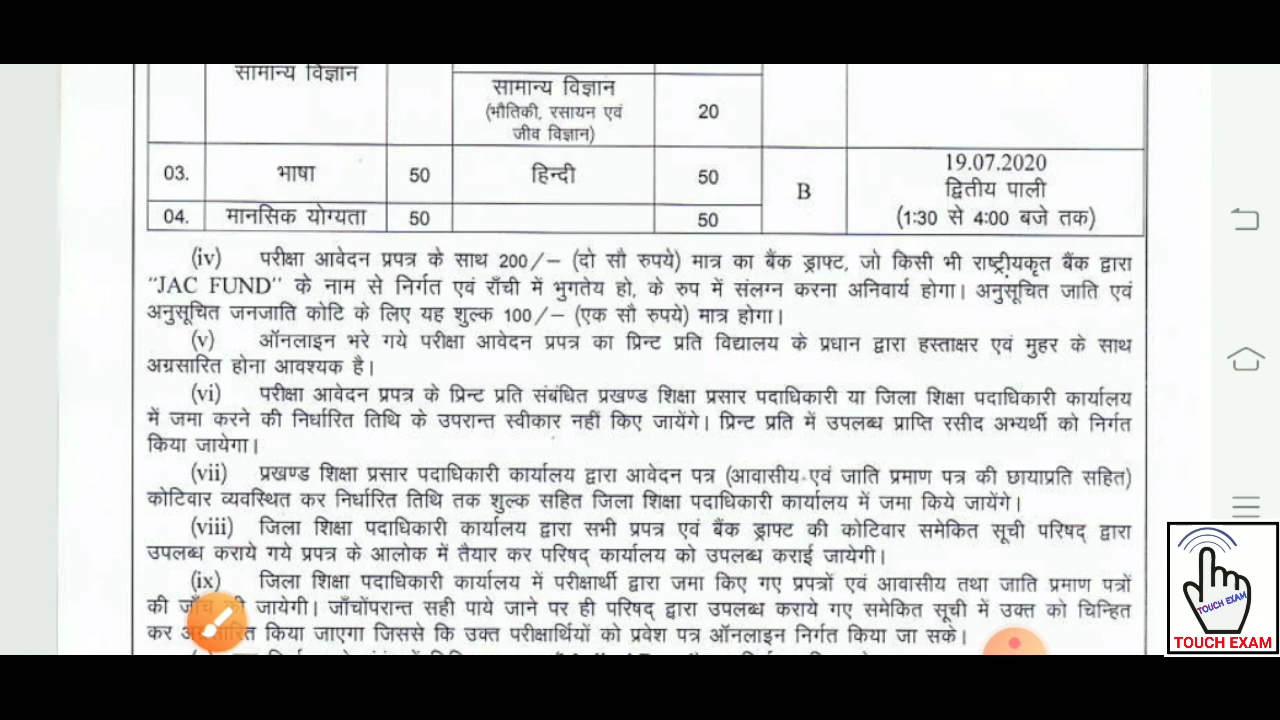 सामान्य विज्ञान
सामान्य विज्ञान
(भौतिकी, रसायन एवं
जीव विज्ञान)
20
03. भाषा 50 हिन्दी 50
B
19.07.2020
द्वितीय पाली
(1:30 से 4:00 बजे तक)
04. मानसिक योग्यता 50 50
(iv) परीक्षा आवेदन प्रपत्र के साथ 200/– (दो सौ रुपये) मात्र का बैंक ड्राफ्ट, जो किसी भी राष्ट्रीयकृत बैंक द्वारा
"JAC FUND" के नाम से निर्गत एवं राँची में भुगतेय हो, के रुप में संलग्न करना अनिवार्य होगा। अनुसूचित जाति एवं
अनुसूचित जनजाति कोटि के लिए यह शुल्क 100/– (एक सौ रुपये) मात्र होगा।
(v) ऑनलाइन भरे गये परीक्षा आवेदन प्रपत्र का प्रिन्ट प्रति विद्यालय के प्रधान द्वारा हस्ताक्षर एवं मुहर के साथ
अग्रसारित होना आवश्यक है।
(vi) परीक्षा आवेदन प्रपत्र के प्रिन्ट प्रति संबंधित प्रखण्ड शिक्षा प्रसार पदाधिकारी या जिला शिक्षा पदाधिकारी कार्यालय
में जमा करने की निर्धारित तिथि के उपरान्त स्वीकार नहीं किए जायेंगे। प्रिन्ट प्रति में उपलब्ध प्राप्ति रसीद अभ्यर्थी को निर्गत
किया जायेगा।
(vii) प्रखण्ड शिक्षा प्रसार पदाधिकारी कार्यालय द्वारा आवेदन पत्र (आवासीय एवं जाति प्रमाण पत्र की छायाप्रति सहित)
कोटिवार व्यवस्थित कर निर्धारित तिथि तक शुल्क सहित जिला शिक्षा पदाधिकारी कार्यालय में जमा किये जायेंगे।
(viii) जिला शिक्षा पदाधिकारी कार्यालय द्वारा सभी प्रपत्र एवं बैंक ड्राफ्ट की कोटिवार समेकित सूची परिषद् द्वारा
उपलब्ध कराये गये प्रपत्र के आलोक में तैयार कर परिषद् कार्यालय को उपलब्ध कराई जायेगी।
(ix) जिला शिक्षा पदाधिकारी कार्यालय में परीक्षार्थी द्वारा जमा किए गए प्रपत्रों एवं आवासीय तथा जाति प्रमाण पत्रों
की जाँच की जायेगी। जाँचोंपरान्त सही पाये जाने पर ही परिषद् द्वारा उपलब्ध कराये गए समेकित सूची में उक्त को चिन्हित
कर अग्रसारित किया जाएगा जिससे कि उक्त परीक्षार्थियों को प्रवेश पत्र ऑनलाइन निर्गत किया जा सके।
TOUCH EXAM
TOUCH EXAM